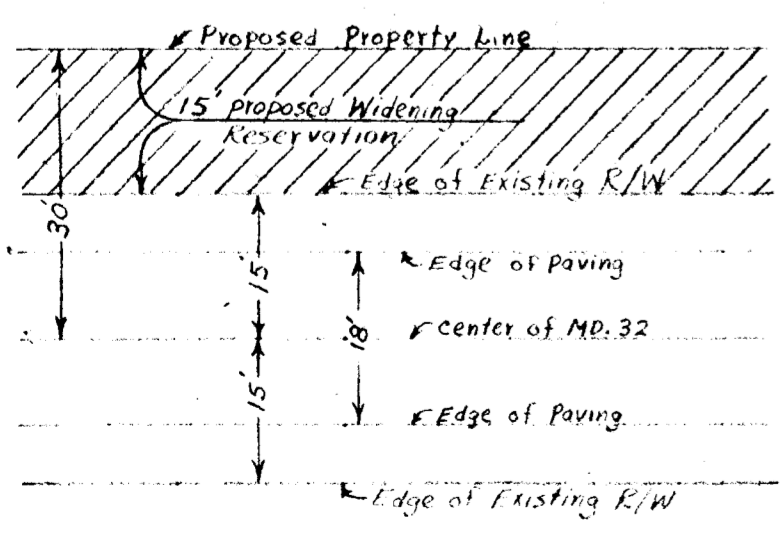 Proposed Property Line
15' Proposed Widening
Reservation
Edge of Existing R/W
30'
15'
Edge of Paving
18'
Center of MD. 32
15'
Edge of Paving
Edge of Existing R/W